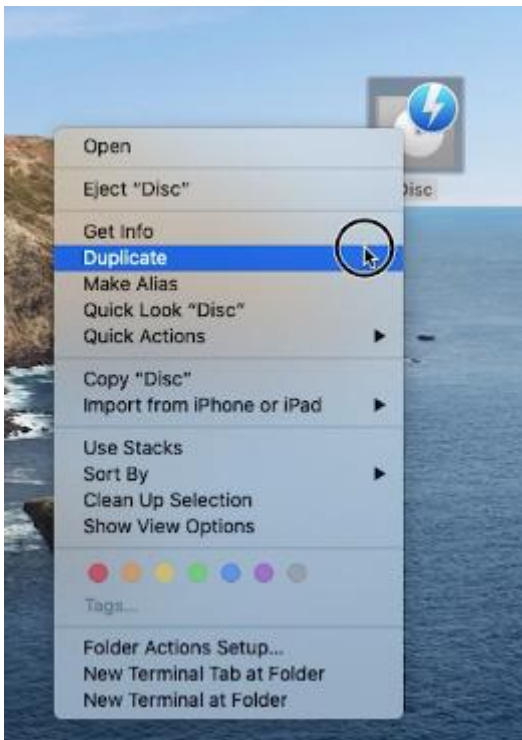 Disc
Open
Eject "Disc"
Get Info
Duplicate
Make Alias
Quick Look "Disc"
Quick Actions
Copy "Disc"
Import from iPhone or iPad
Use Stacks
Sort By
Clean Up Selection
Show View Options
Tags...
Folder Actions Setup...
New Terminal Tab at Folder
New Terminal at Folder